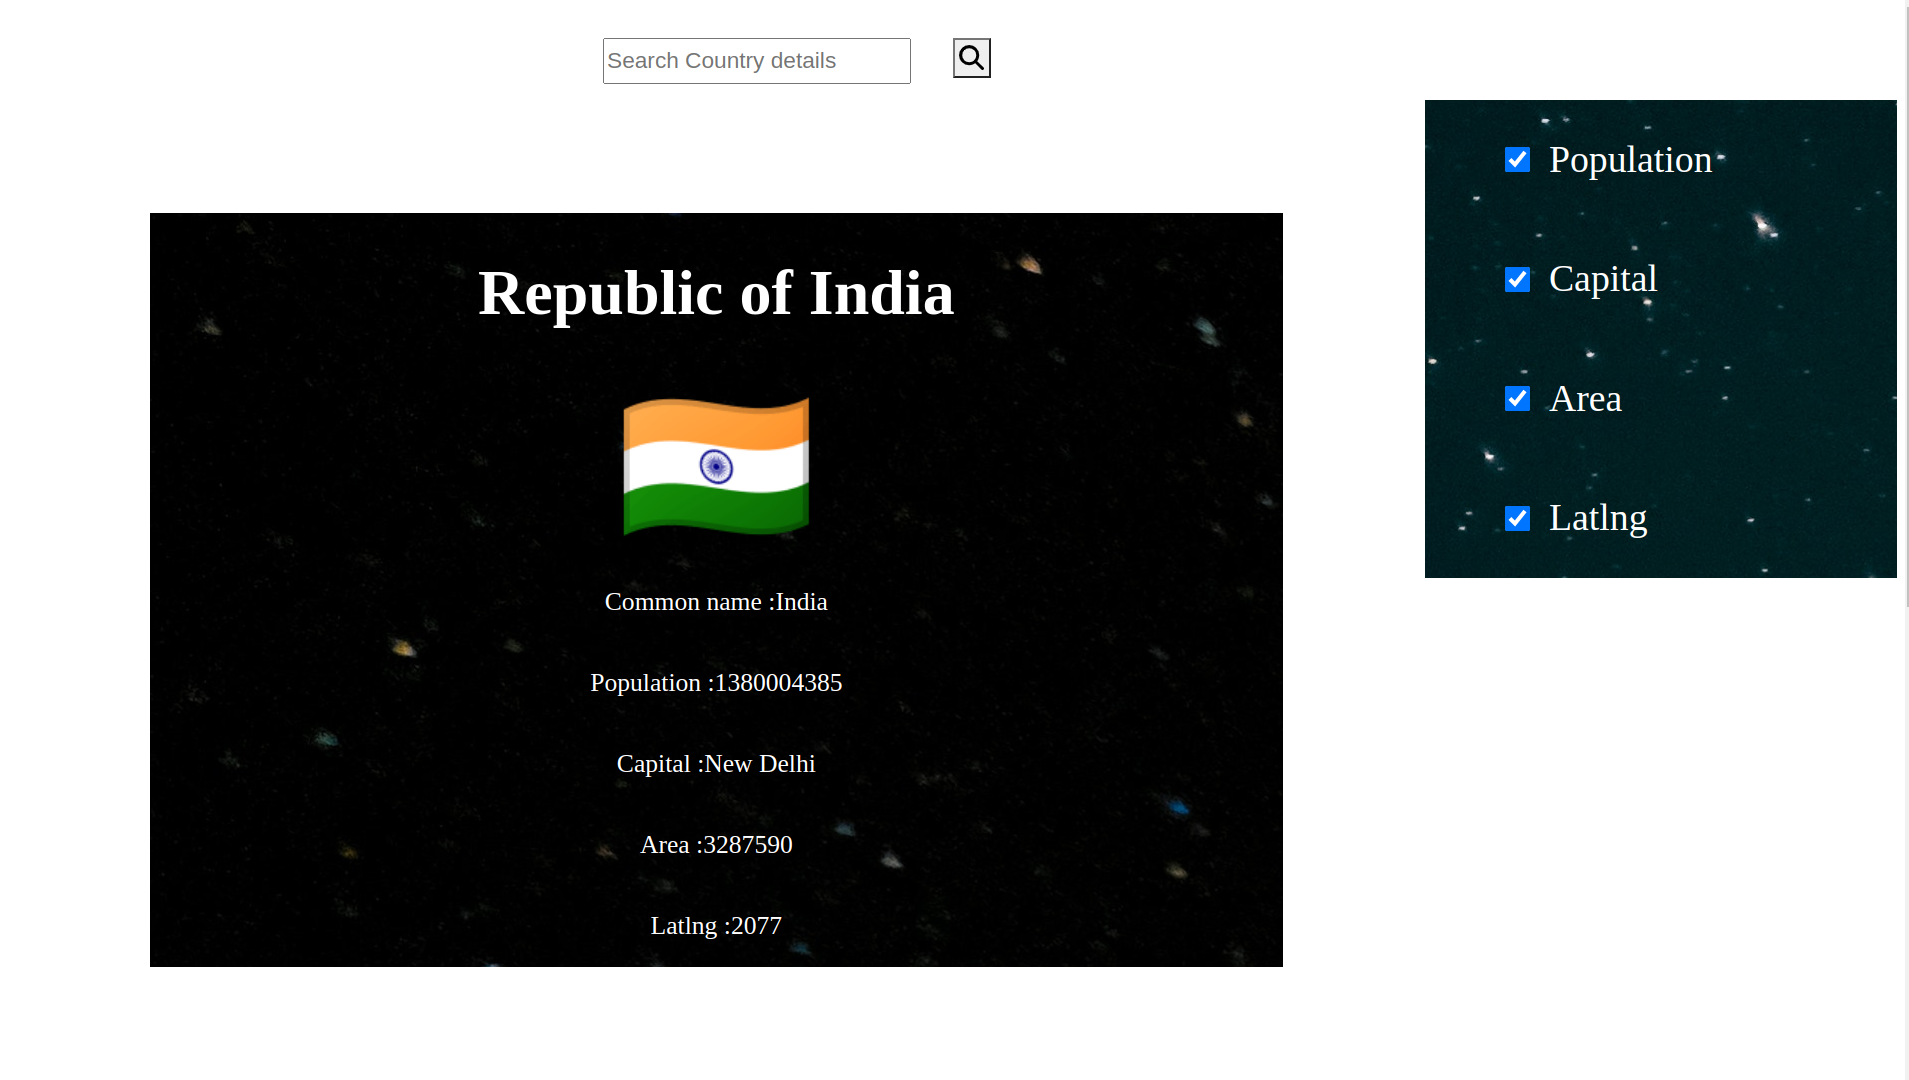 Search Country details
Population
Capital
Area
Latlng
Republic of India
Common name :India
Population :1380004385
Capital :New Delhi
Area :3287590
Latlng :2077